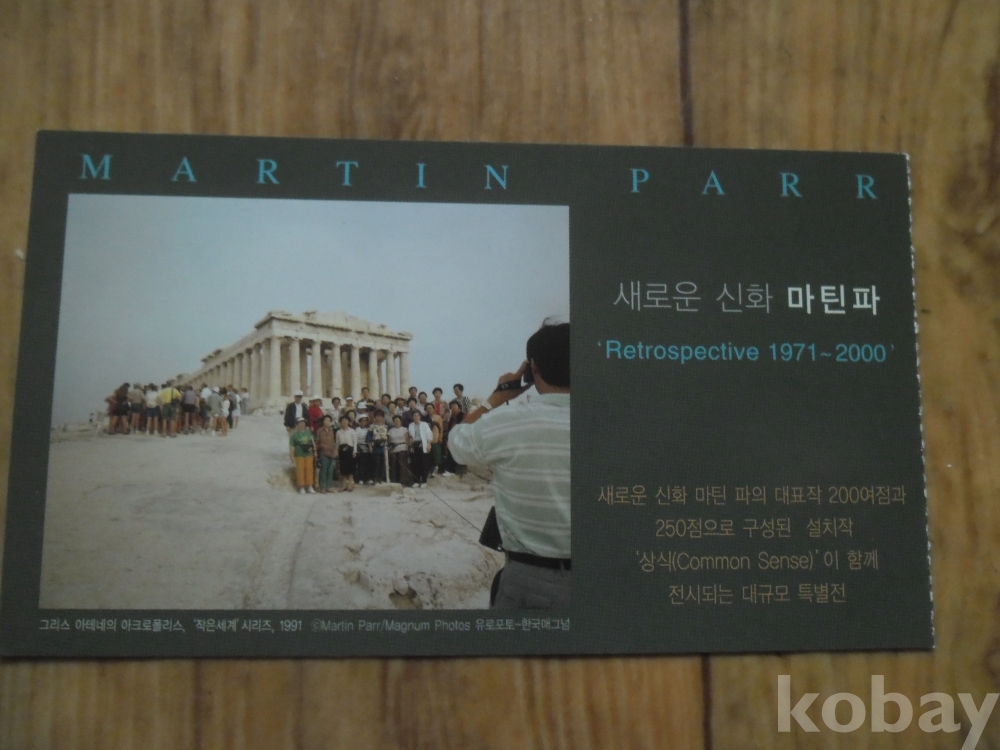 MARTIN PARR
새로운 신화 마틴파
'Retrospective 1971~2000'
새로운 신화 마틴 파의 대표작 200여점과
250점으로 구성된 설치작
'상식(Common Sense)'이 함께
전시되는 대규모 특별전
그리스 아테네의 아크로폴리스, '작은세계' 시리즈, 1991 ⓒMartin Parr/Magnum Photos 유로포토-한국매그넘
kobay